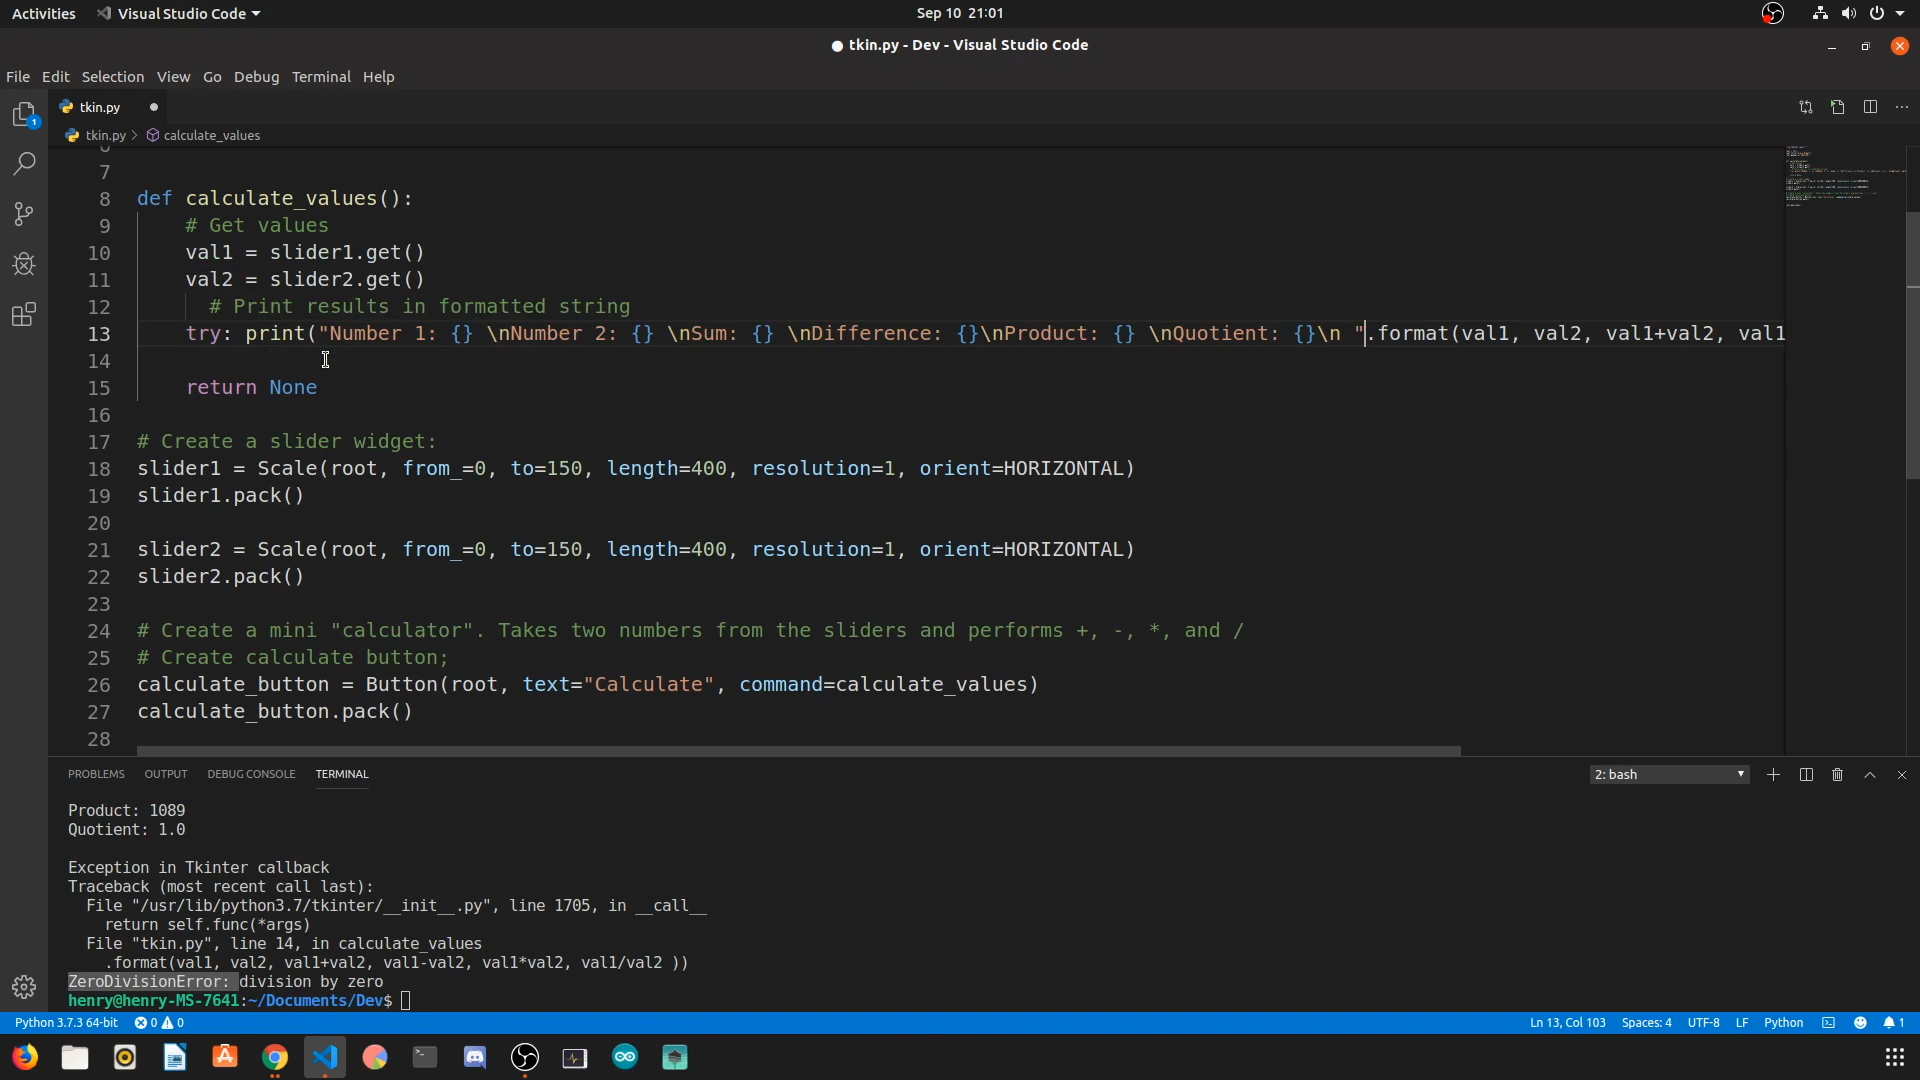 Activities Visual Studio Code Sep 10 21:01
● tkin.py - Dev - Visual Studio Code
File Edit Selection View Go Debug Terminal Help
1 tkin.py
tkin.py > calculate_values
6
7
8 def calculate_values():
9 # Get values
10 val1 = slider1.get()
11 val2 = slider2.get()
12 # Print results in formatted string
13 try: print("Number 1: {} \nNumber 2: {} \nSum: {} \nDifference: {}\nProduct: {} \nQuotient: {}\n ".format(val1, val2, val1+val2, val1
14
15 return None
16
17 # Create a slider widget:
18 slider1 = Scale(root, from_=0, to=150, length=400, resolution=1, orient=HORIZONTAL)
19 slider1.pack()
20
21 slider2 = Scale(root, from_=0, to=150, length=400, resolution=1, orient=HORIZONTAL)
22 slider2.pack()
23
24 # Create a mini "calculator". Takes two numbers from the sliders and performs +, -, *, and /
25 # Create calculate button;
26 calculate_button = Button(root, text="Calculate", command=calculate_values)
27 calculate_button.pack()
28
PROBLEMS OUTPUT DEBUG CONSOLE TERMINAL 2: bash
Product: 1089
Quotient: 1.0
Exception in Tkinter callback
Traceback (most recent call last):
File "/usr/lib/python3.7/tkinter/__init__.py", line 1705, in __call__
return self.func(*args)
File "tkin.py", line 14, in calculate_values
.format(val1, val2, val1+val2, val1-val2, val1*val2, val1/val2 ))
ZeroDivisionError: division by zero
henry@henry-MS-7641:~/Documents/Dev$
Python 3.7.3 64-bit 0 0 Ln 13, Col 103 Spaces: 4 UTF-8 LF Python 1